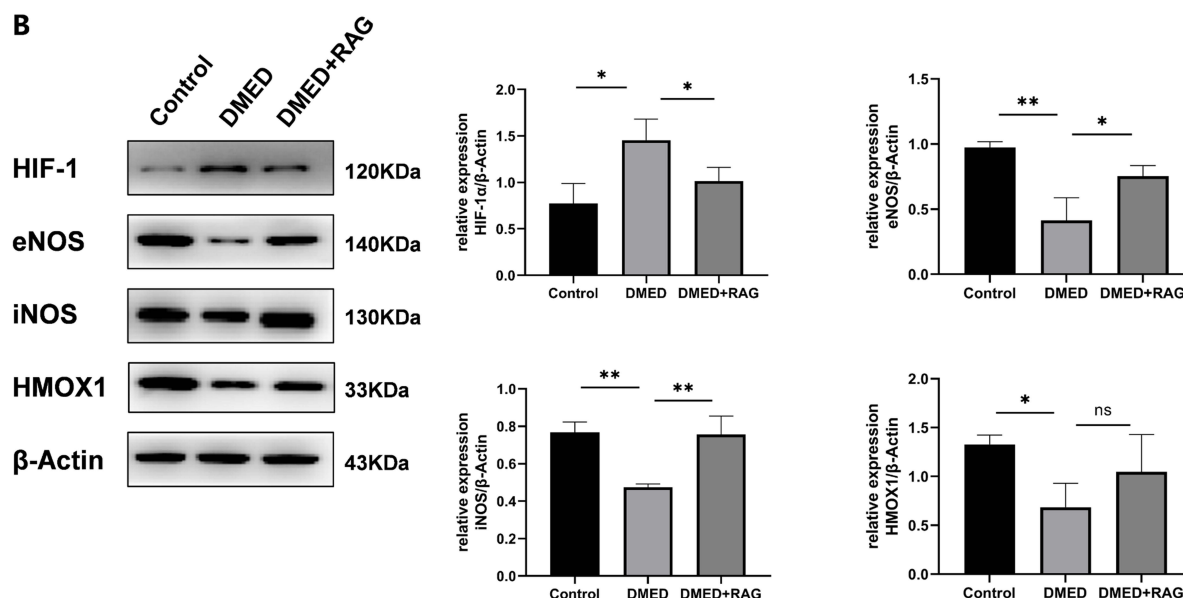 B
Control
DMED
DMED+RAG
HIF-1
120KDa
eNOS
140KDa
iNOS
130KDa
HMOX1
33KDa
β-Actin
43KDa
relative expression
HIF-1α/β-Actin
2.0
1.5
1.0
0.5
0.0
*
*
Control
DMED
DMED+RAG
relative expression
eNOS/β-Actin
1.5
1.0
0.5
0.0
**
*
Control
DMED
DMED+RAG
relative expression
iNOS/β-Actin
1.0
0.8
0.6
0.4
0.2
0.0
**
**
Control
DMED
DMED+RAG
relative expression
HMOX1/β-Actin
2.0
1.5
1.0
0.5
0.0
*
ns
Control
DMED
DMED+RAG